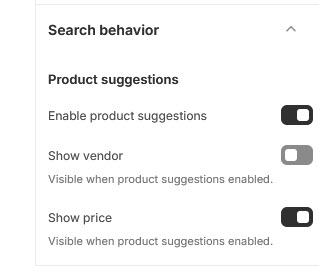 Search behavior
Product suggestions
Enable product suggestions
Show vendor
Visible when product suggestions enabled.
Show price
Visible when product suggestions enabled.